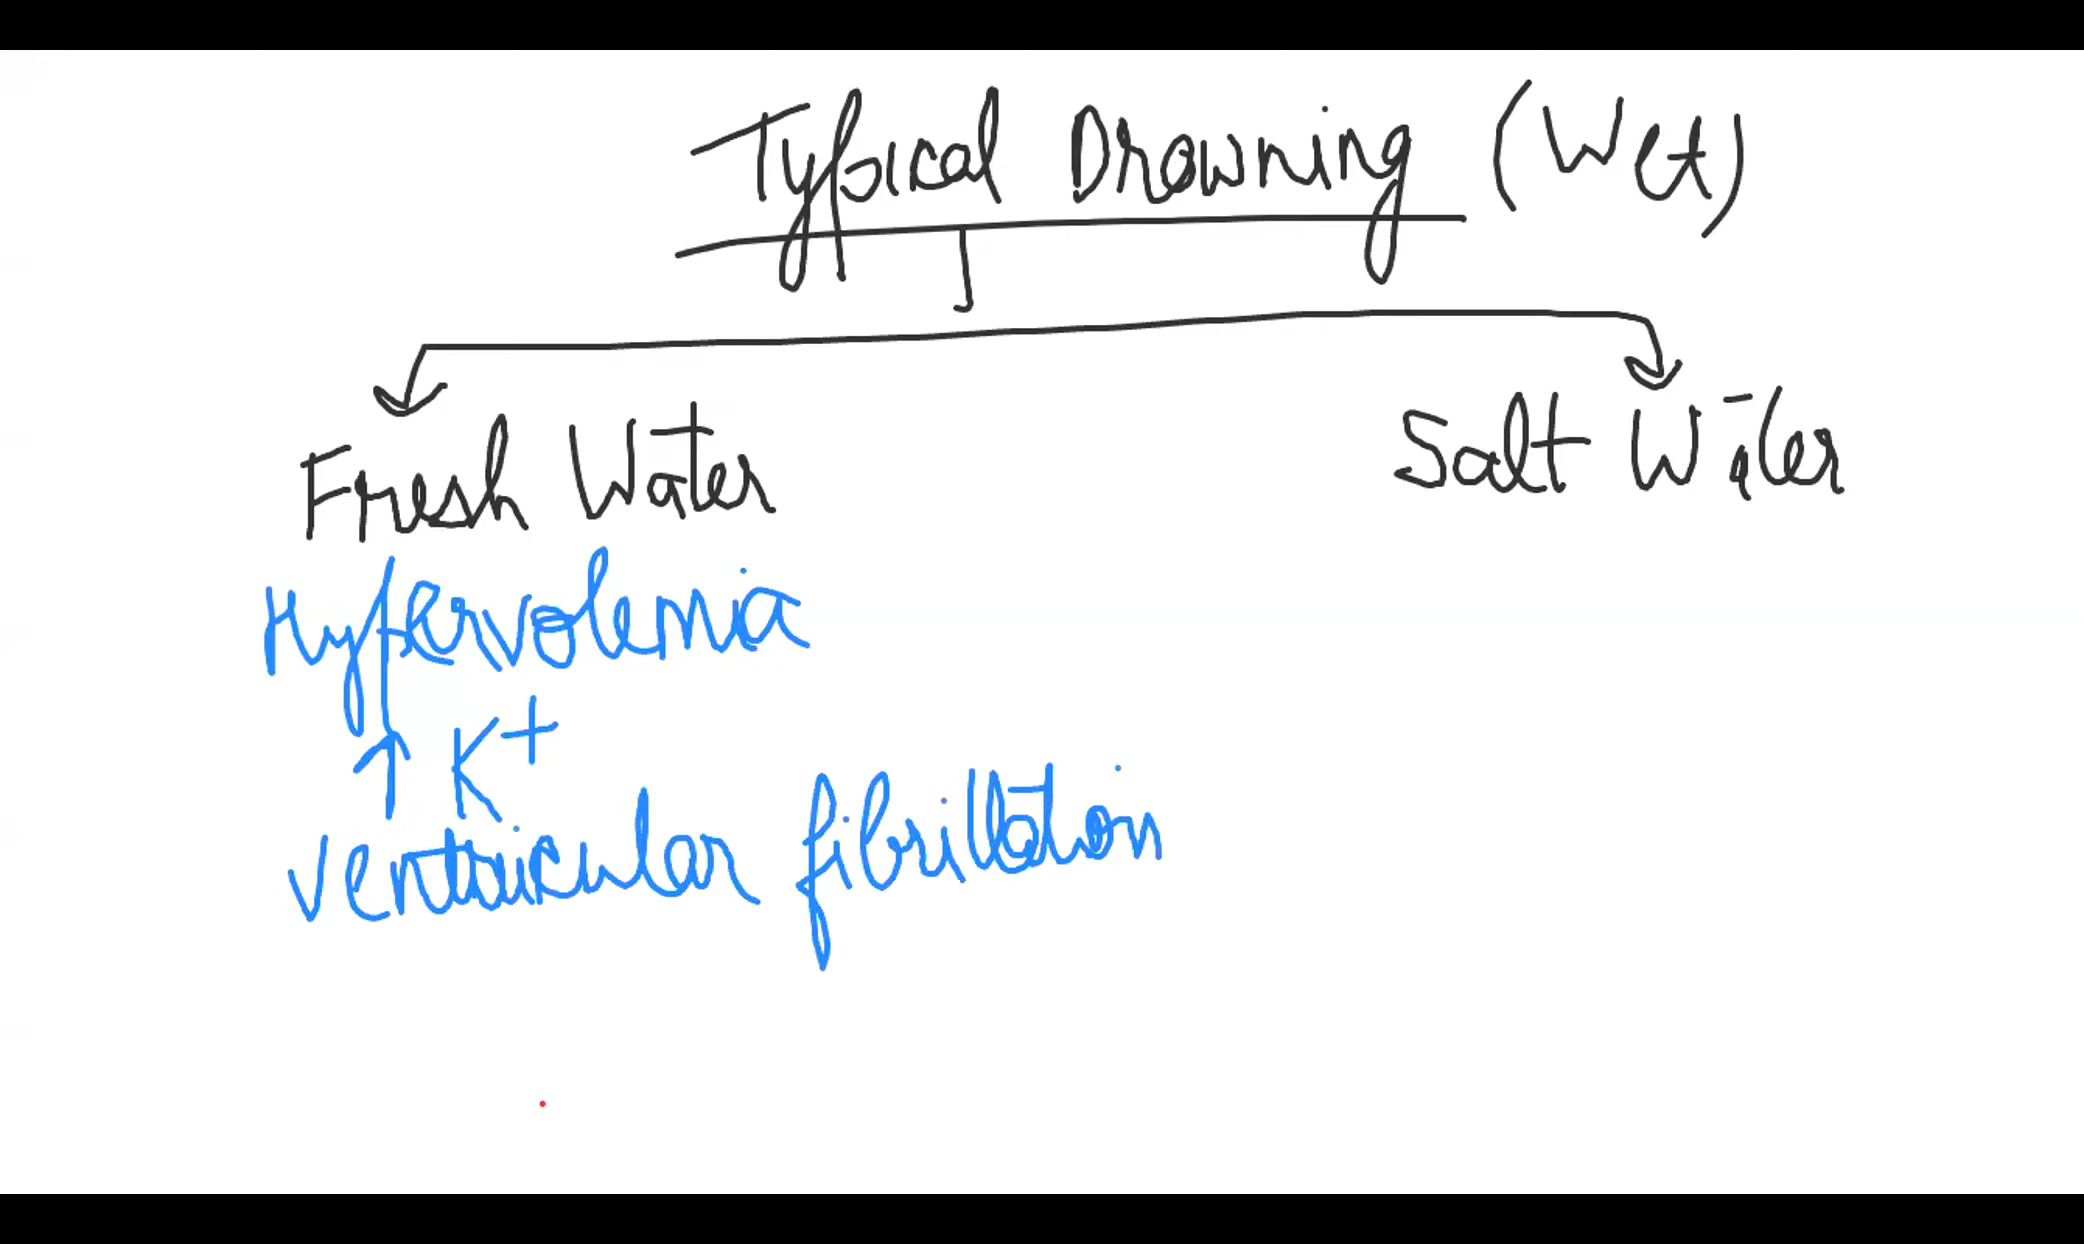 Typical Drowning (Wet)
Fresh Water
Salt Water
Hypervolemia
↑ K+
Ventricular fibrillation